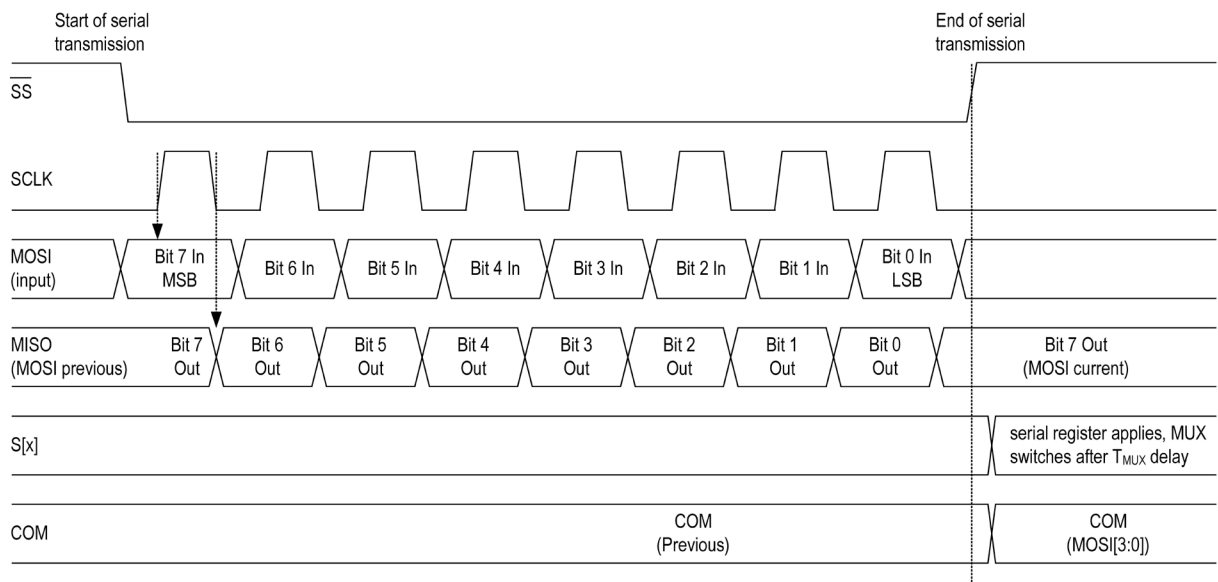 Start of serial
transmission
End of serial
transmission
SS
SCLK
MOSI
(input)
Bit 7 In
MSB
Bit 6 In
Bit 5 In
Bit 4 In
Bit 3 In
Bit 2 In
Bit 1 In
Bit 0 In
LSB
MISO
(MOSI previous)
Bit 7
Out
Bit 6
Out
Bit 5
Out
Bit 4
Out
Bit 3
Out
Bit 2
Out
Bit 1
Out
Bit 0
Out
Bit 7 Out
(MOSI current)
S[x]
serial register applies, MUX
switches after TMUX delay
COM
COM
(Previous)
COM
(MOSI[3:0])